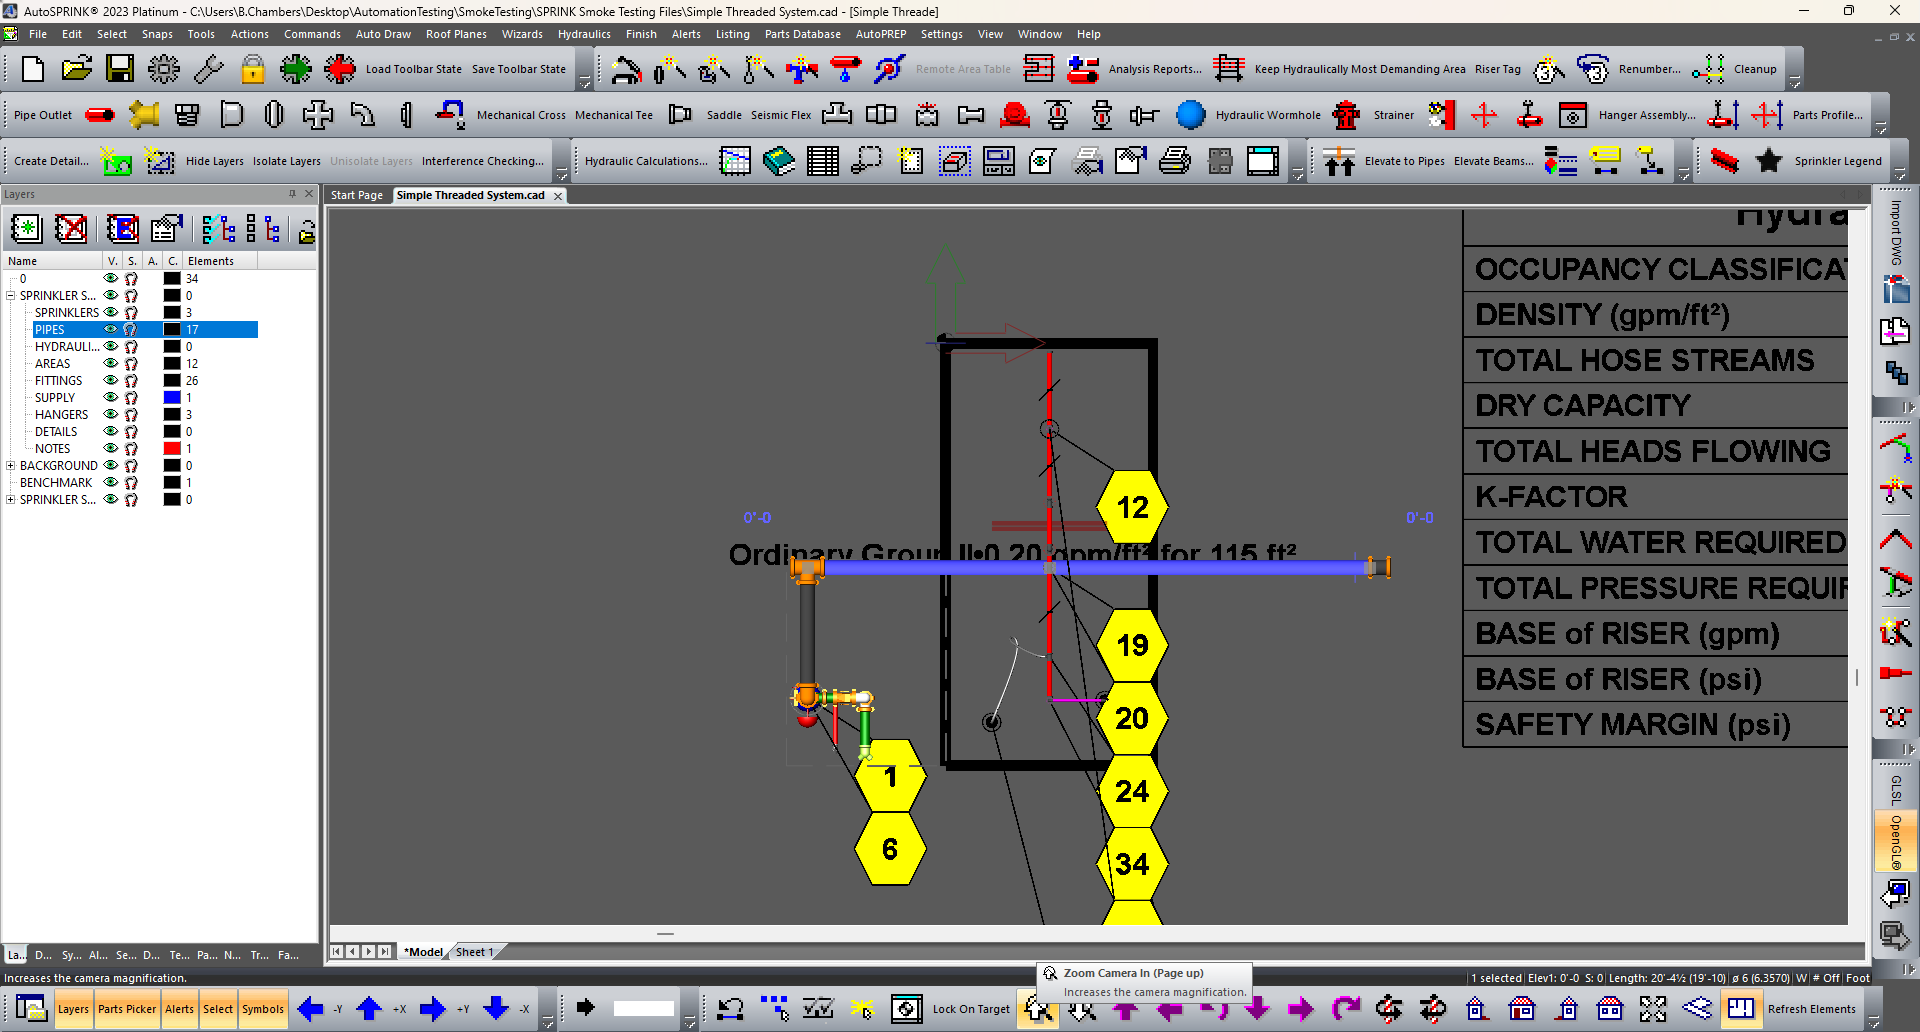 AutoSPRINK® 2023 Platinum - C:\Users\B.Chambers\Desktop\AutomationTesting\SmokeTesting\SPRINK Smoke Testing Files\Simple Threaded System.cad - [Simple Threade]
File Edit Select Snaps Tools Actions Commands Auto Draw Roof Planes Wizards Hydraulics Finish Alerts Listing Parts Database AutoPREP Settings View Window Help
Load Toolbar State Save Toolbar State Remote Area Table Analysis Reports... Keep Hydraulically Most Demanding Area Riser Tag Renumber... Cleanup
Pipe Outlet Mechanical Cross Mechanical Tee Saddle Seismic Flex Hydraulic Wormhole Strainer Hanger Assembly... Parts Profile...
Create Detail... Hide Layers Isolate Layers Unisolate Layers Interference Checking... Hydraulic Calculations... Elevate to Pipes Elevate Beams... Sprinkler Legend
Layers
Start Page Simple Threaded System.cad
Name V. S. A. C. Elements
0 34
SPRINKLER S... 0
SPRINKLERS 3
PIPES 17
HYDRAULI... 0
AREAS 12
FITTINGS 26
SUPPLY 1
HANGERS 3
DETAILS 0
NOTES 1
BACKGROUND 0
BENCHMARK 1
SPRINKLER S... 0
La... D... Sy... Al... Se... D... Te... Pa... N... Tr... Fa...
0'-0
0'-0
Ordinary Group II•0.20 gpm/ft² for 115 ft²
12
19
20
24
34
1
6
Hydra
OCCUPANCY CLASSIFICAT
DENSITY (gpm/ft²)
TOTAL HOSE STREAMS
DRY CAPACITY
TOTAL HEADS FLOWING
K-FACTOR
TOTAL WATER REQUIRED
TOTAL PRESSURE REQUIR
BASE of RISER (gpm)
BASE of RISER (psi)
SAFETY MARGIN (psi)
Import DWG
GLSL
OpenGL®
*Model Sheet 1
Zoom Camera In (Page up)
Increases the camera magnification.
Increases the camera magnification.
1 selected Elev1: 0'-0 S: 0 Length: 20'-4½ (19'-10) ø 6 (6.3570) W # Off Foot
Layers Parts Picker Alerts Select Symbols -Y +X +Y -X Lock On Target Refresh Elements